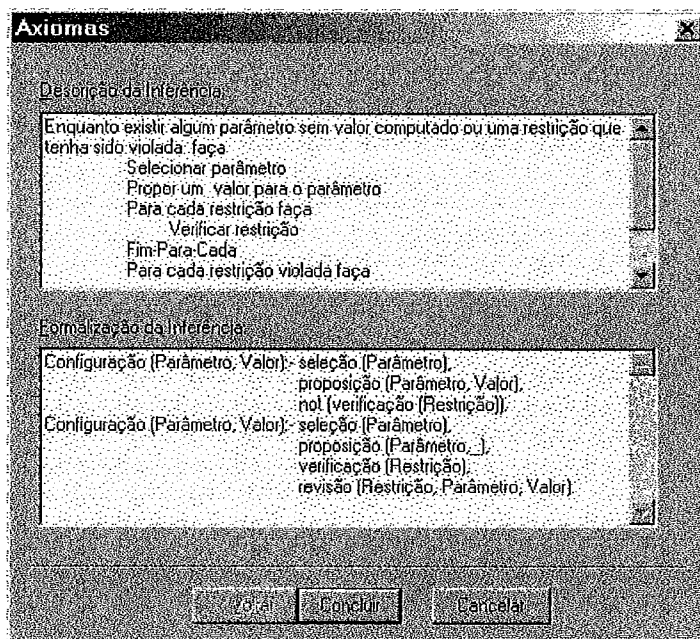 Axiomas
Descrição da Inferência:
Enquanto existir algum parâmetro sem valor computado ou uma restrição que
tenha sido violada: faça
Selecionar parâmetro
Propor um valor para o parâmetro
Para cada restrição faça
Verificar restrição
Fim-Para-Cada
Para cada restrição violada faça
Formalização da Inferência:
Configuração (Parâmetro, Valor):- seleção (Parâmetro),
proposição (Parâmetro, Valor),
not (verificação (Restrição)).
Configuração (Parâmetro, Valor):- seleção (Parâmetro),
proposição (Parâmetro, _),
verificação (Restrição),
revisão (Restrição, Parâmetro, Valor).
Voltar Concluir Cancelar